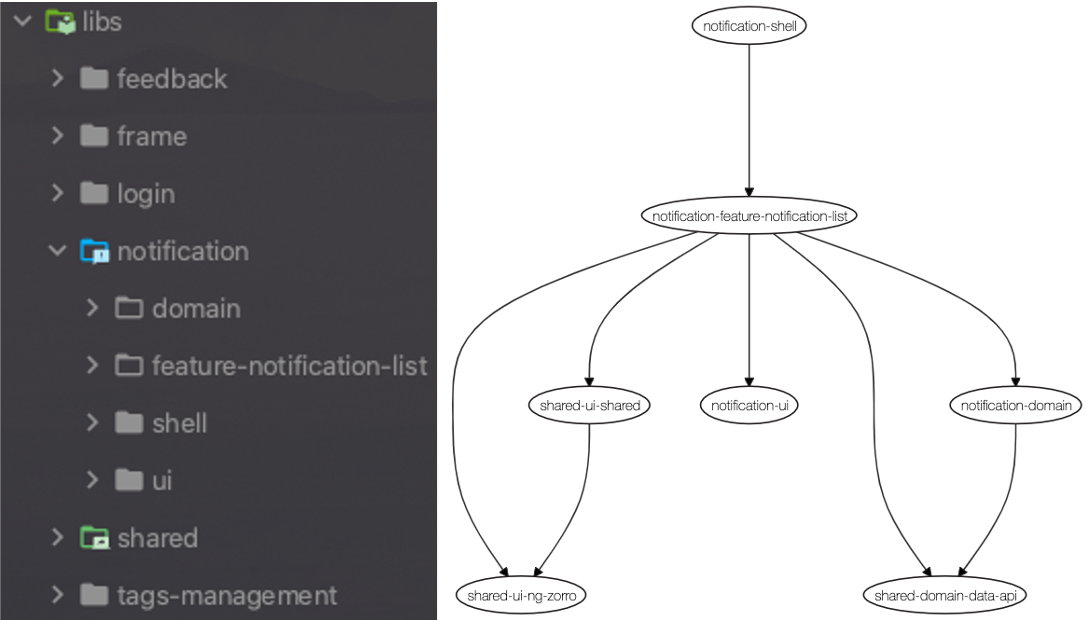 libs
feedback
frame
login
notification
domain
feature-notification-list
shell
ui
shared
tags-management
notification-shell
notification-feature-notification-list
shared-ui-shared
notification-ui
notification-domain
shared-ui-ng-zorro
shared-domain-data-api